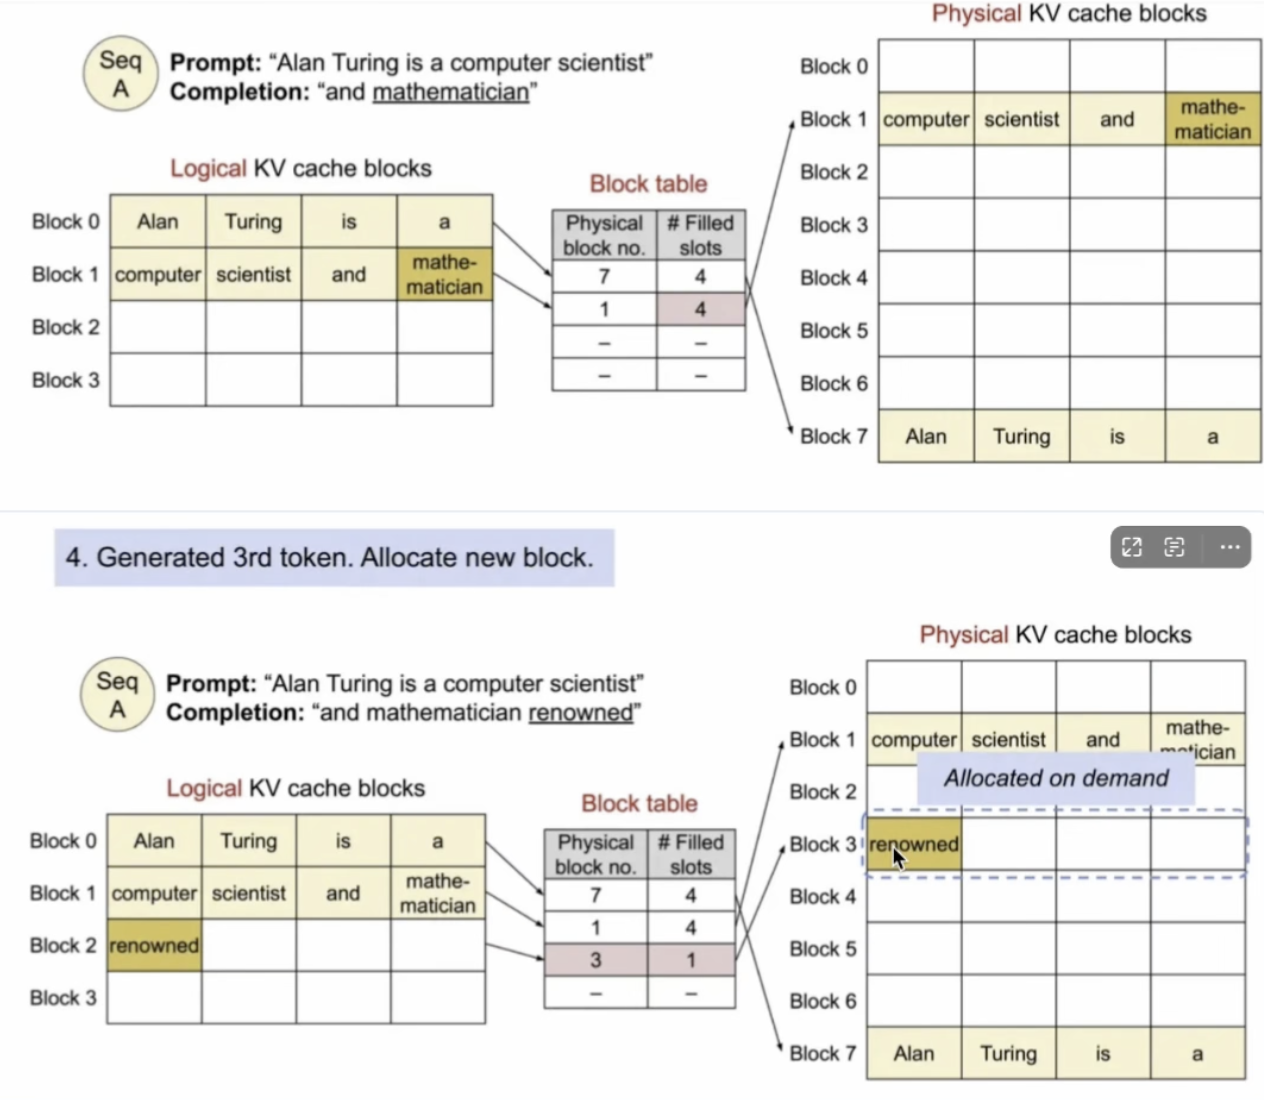 Physical KV cache blocks
Seq A
Prompt: “Alan Turing is a computer scientist”
Completion: “and mathematician”
Logical KV cache blocks
Block 0 Alan Turing is a
Block 1 computer scientist and mathe-matician
Block 2
Block 3
Block table
Physical block no. # Filled slots
7 4
1 4
– –
– –
Block 0
Block 1 computer scientist and mathe-matician
Block 2
Block 3
Block 4
Block 5
Block 6
Block 7 Alan Turing is a
4. Generated 3rd token. Allocate new block.
Physical KV cache blocks
Seq A
Prompt: “Alan Turing is a computer scientist”
Completion: “and mathematician renowned”
Logical KV cache blocks
Block 0 Alan Turing is a
Block 1 computer scientist and mathe-matician
Block 2 renowned
Block 3
Block table
Physical block no. # Filled slots
7 4
1 4
3 1
– –
Block 0
Block 1 computer scientist and mathe-matician
Allocated on demand
Block 2
Block 3 renowned
Block 4
Block 5
Block 6
Block 7 Alan Turing is a